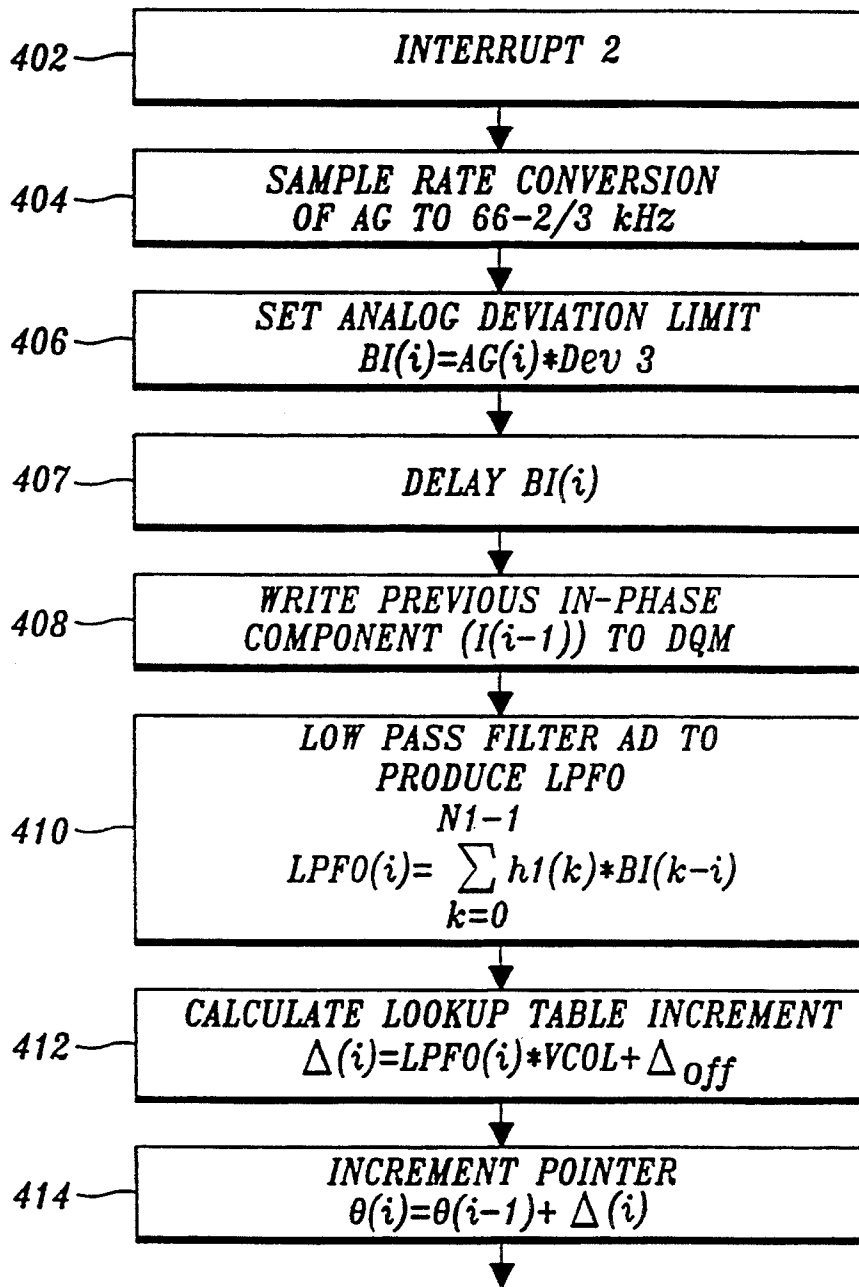 402
INTERRUPT 2
404
SAMPLE RATE CONVERSION
OF AG TO 66-2/3 kHz
406
SET ANALOG DEVIATION LIMIT
BI(i)=AG(i)*Dev 3
407
DELAY BI(i)
408
WRITE PREVIOUS IN-PHASE
COMPONENT (I(i-1)) TO DQM
410
LOW PASS FILTER AD TO
PRODUCE LPFO
N1-1
LPFO(i)= ∑ h1(k)*BI(k-i)
k=0
412
CALCULATE LOOKUP TABLE INCREMENT
Δ(i)=LPFO(i)*VCOL+Δoff
414
INCREMENT POINTER
θ(i)=θ(i-1)+ Δ(i)